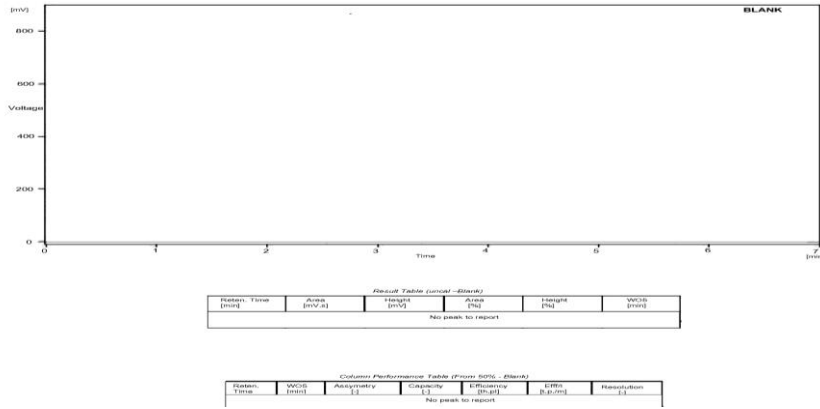 [mV]
BLANK
800
600
Voltage
400
200
0
0 1 2 3 4 5 6 7
Time
[min
Result Table (uncal –Blank)
Reten. Time Area Height Area Height W05
[min] [mV.s] [mV] [%] [%] [min]
No peak to report
Column Performance Table (From 50% - Blank)
Reten. W05 Assymetry Capacity Efficiency Eff/l Resolution
Time [min] [-] [-] [th.pl] [t.p./m] [-]
No peak to report